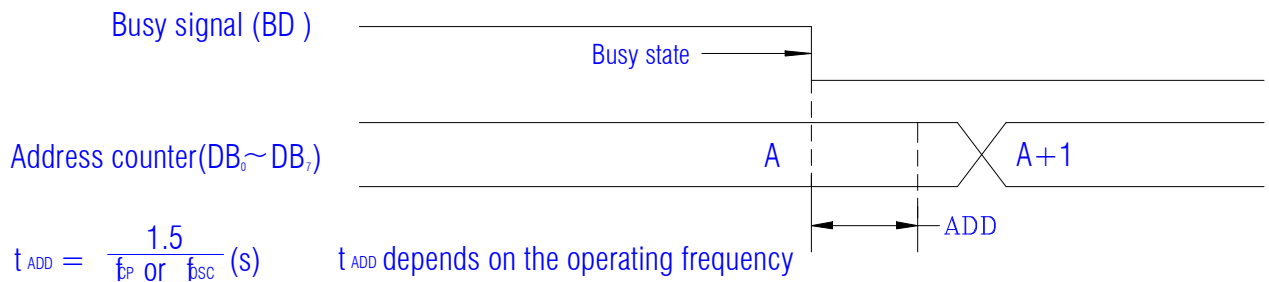 Busy signal (BD )
Busy state
Address counter(DB₀~DB₇)
A
A+1
ADD
t ADD = 1.5 / fCP or fOSC (s)
t ADD depends on the operating frequency